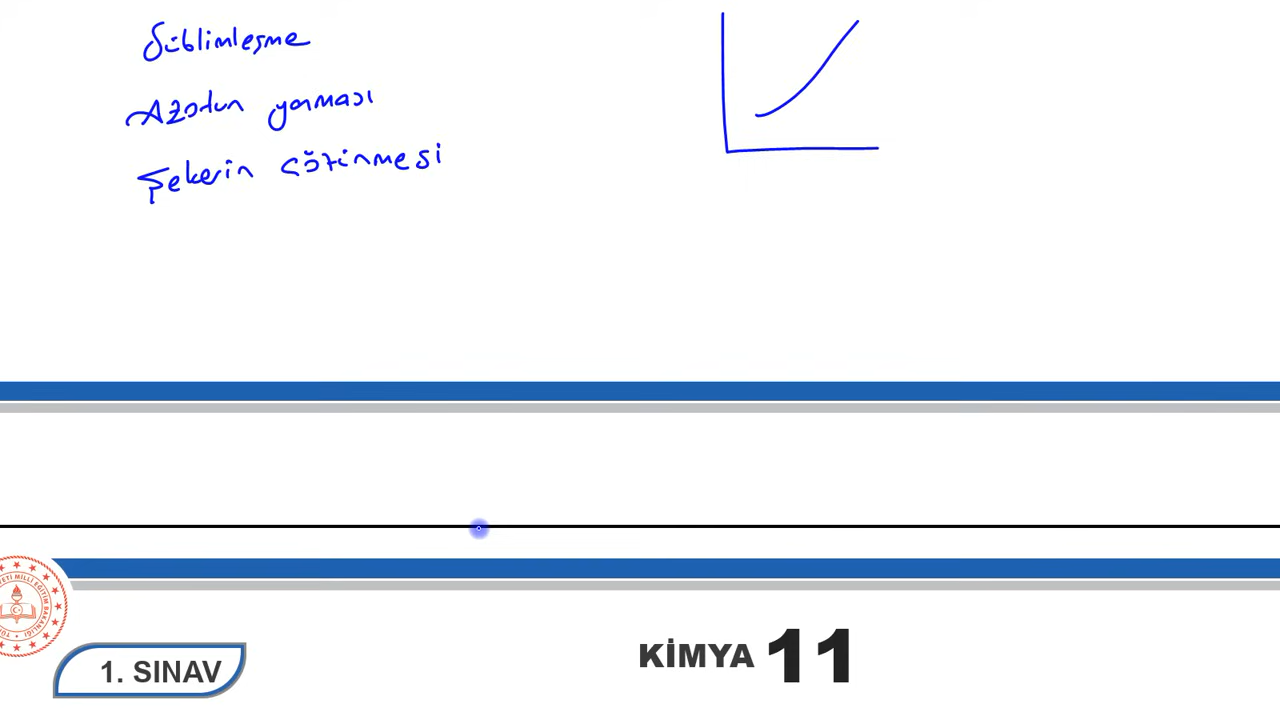 Süblimleşme
Azotun yanması
Şekerin çözünmesi
1. SINAV
KİMYA 11